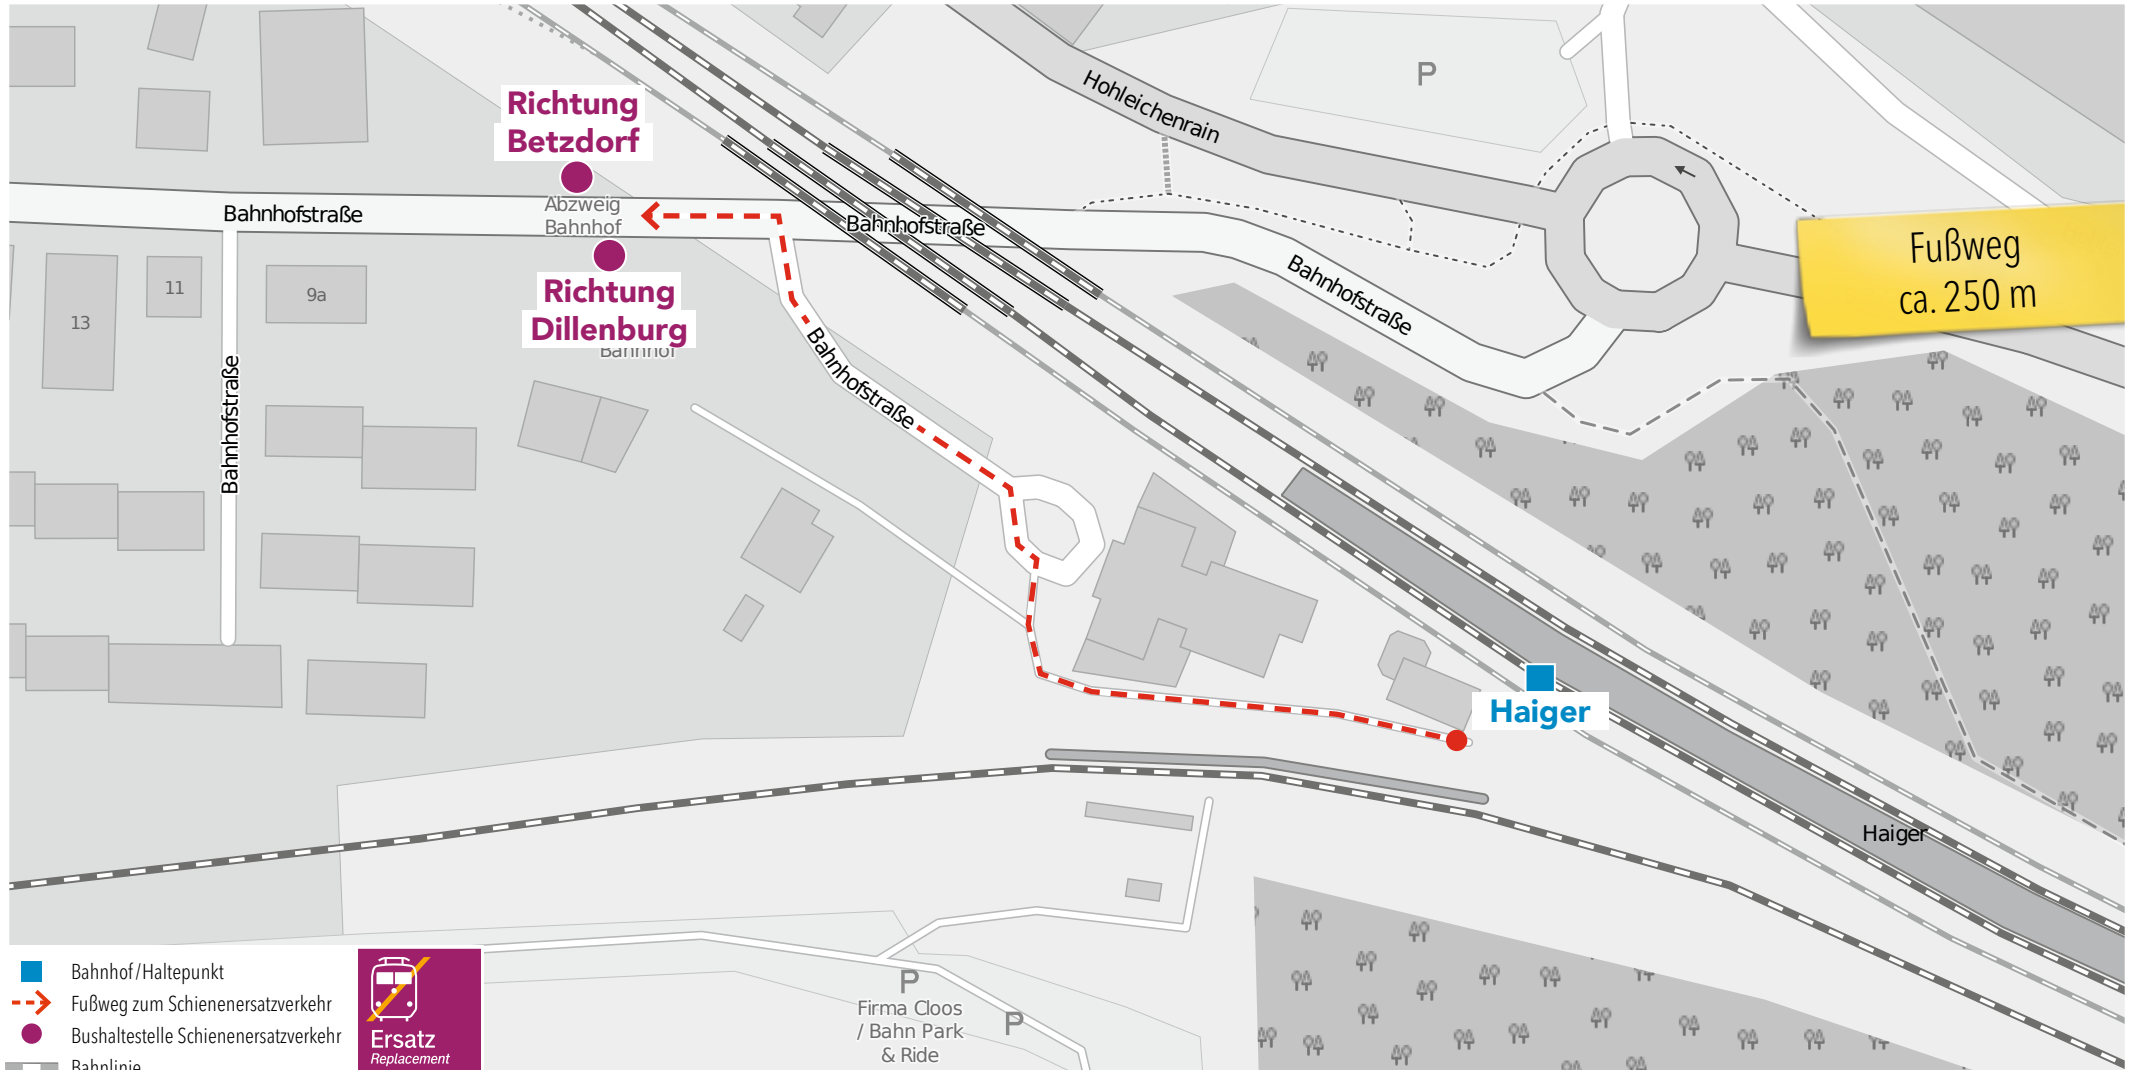 Richtung
Betzdorf
Abzweig
Bahnhof
Richtung
Dillenburg
Bahnhof
Bahnhofstraße
Bahnhofstraße
Bahnhofstraße
Bahnhofstraße
Bahnhofstraße
Hohleichenrain
P
Fußweg
ca. 250 m
13
11
9a
Haiger
Haiger
P
Firma Cloos
/ Bahn Park
& Ride
P
Bahnhof/Haltepunkt
Fußweg zum Schienenersatzverkehr
Bushaltestelle Schienenersatzverkehr
Bahnlinie
Ersatz
Replacement